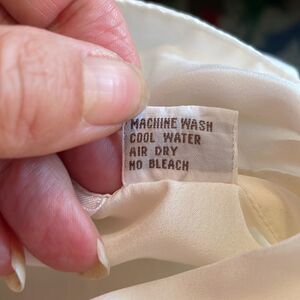 MACHINE WASH
COOL WATER
AIR DRY
NO BLEACH